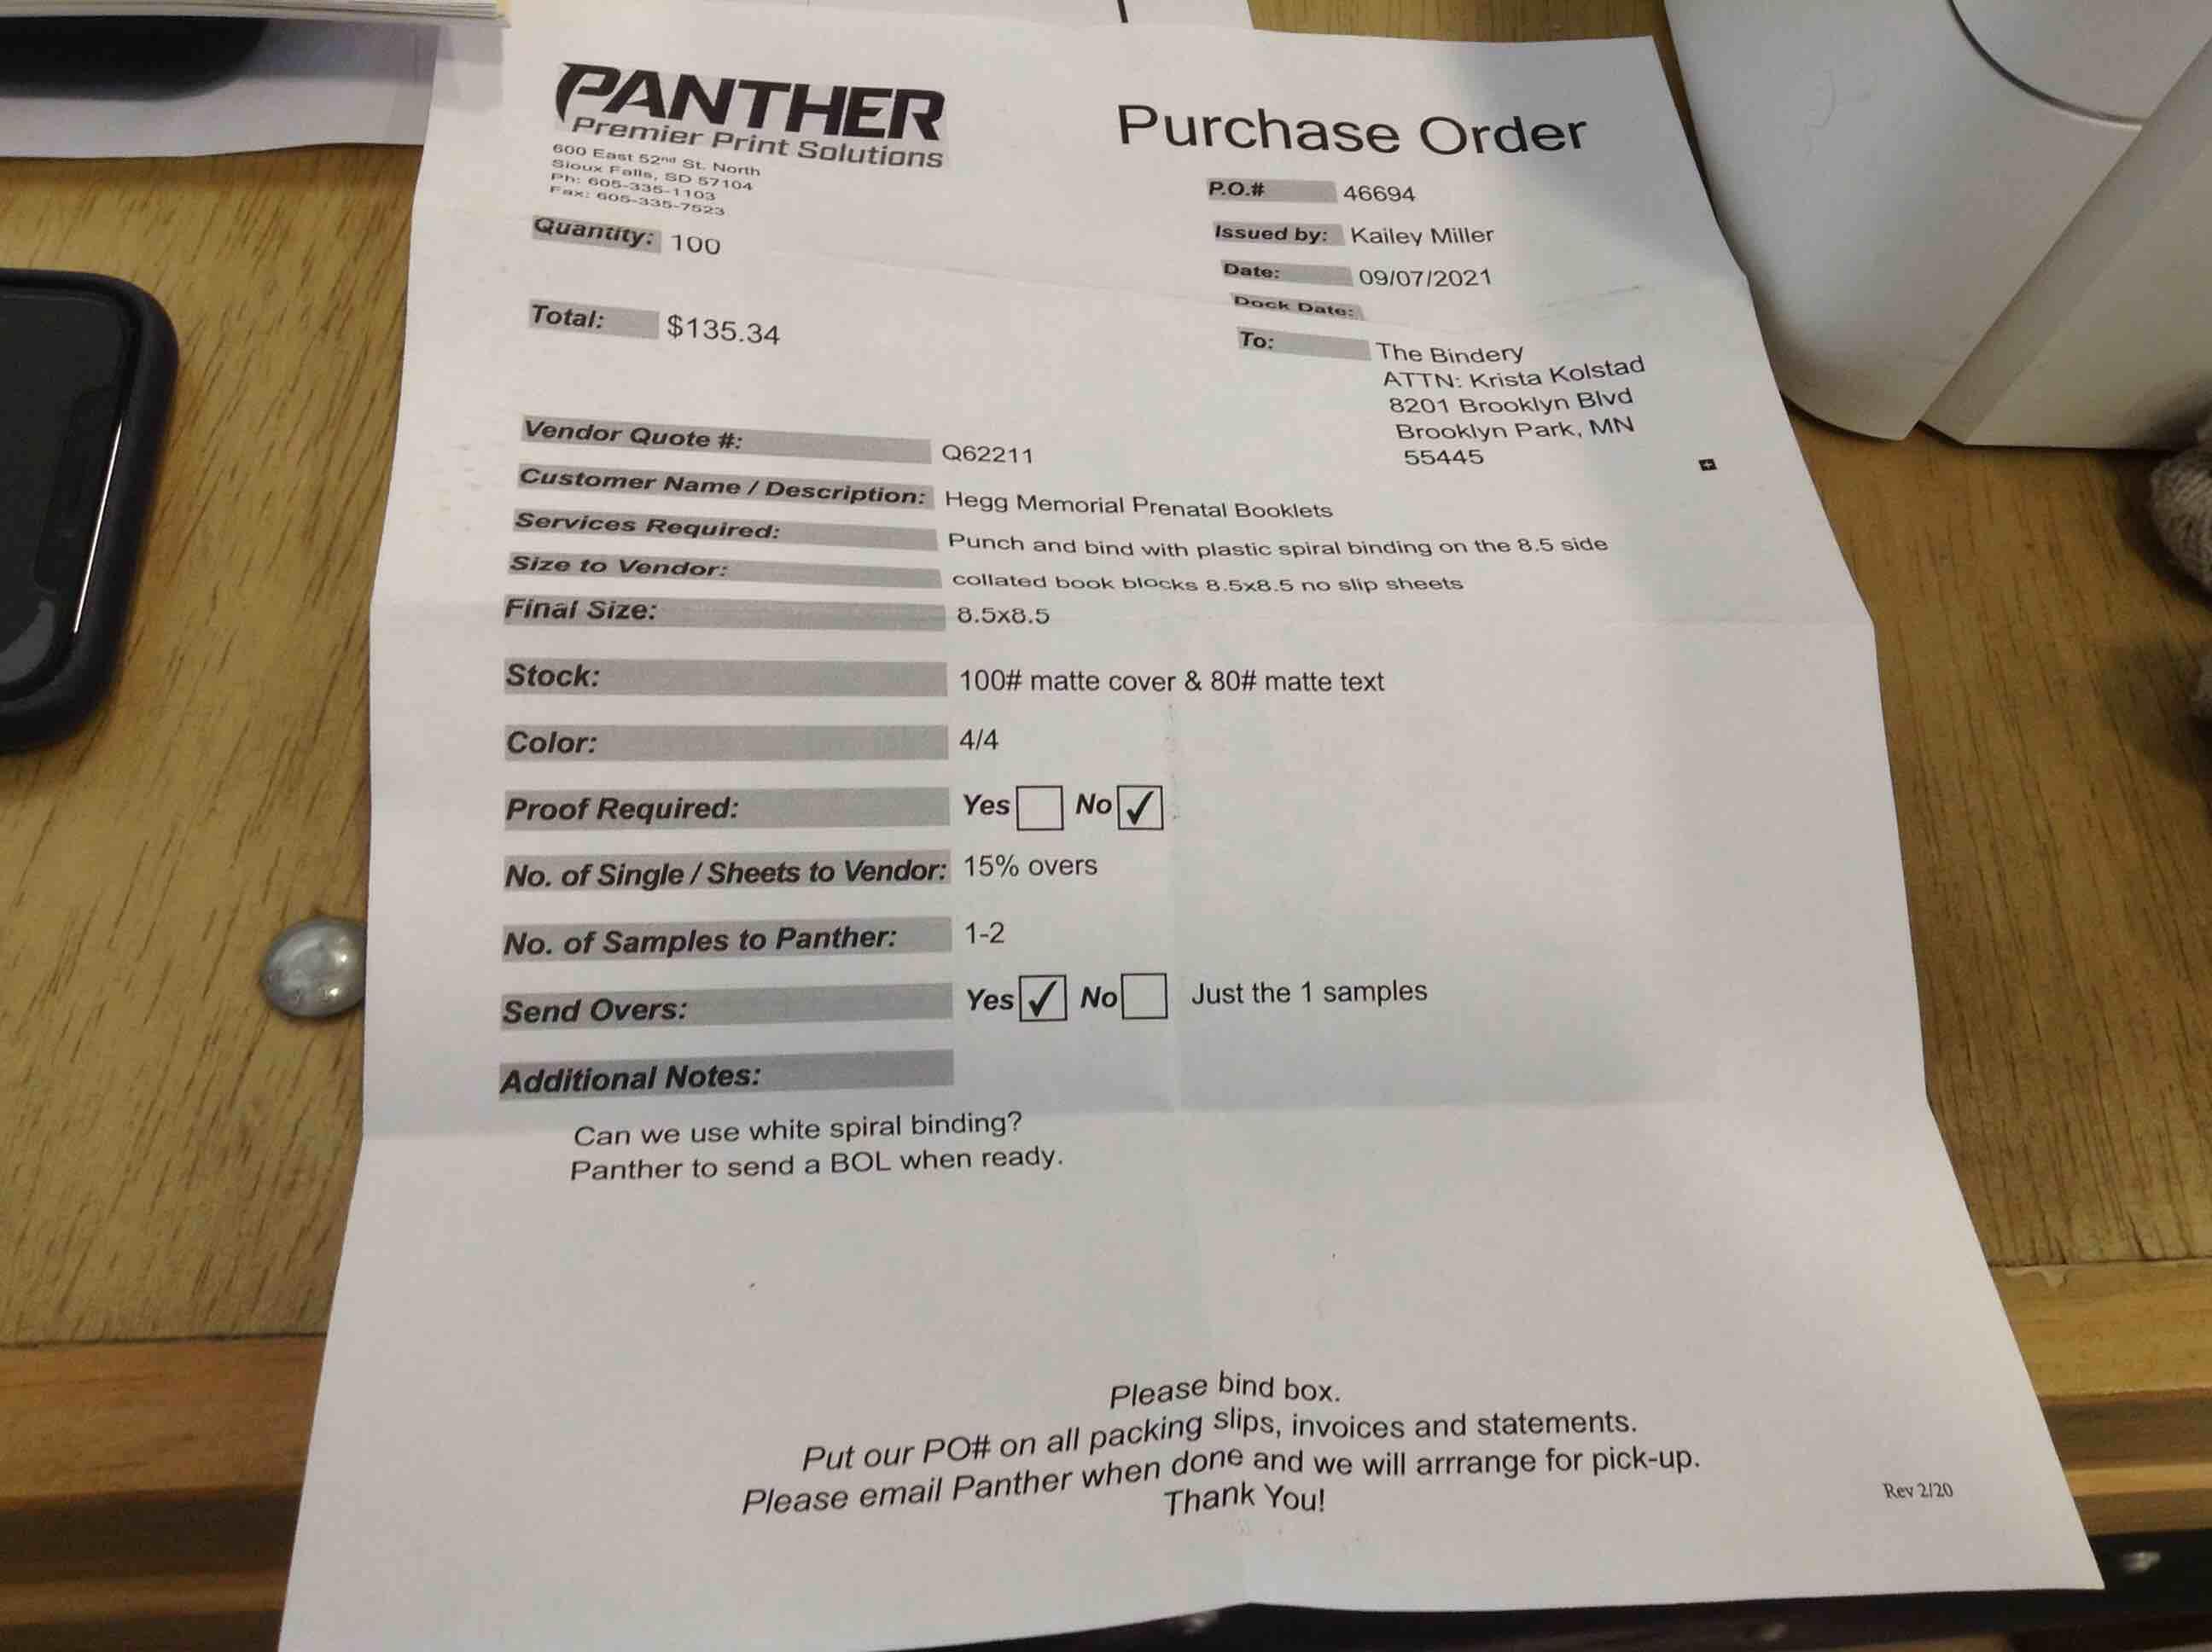 PANTHER
Premier Print Solutions
600 East 52nd St. North
Sioux Falls, SD 57104
Ph: 605-335-1103
Fax: 605-335-7523
Purchase Order
P.O.# 46694
Issued by: Kailey Miller
Date: 09/07/2021
Dock Date:
To: The Bindery
ATTN: Krista Kolstad
8201 Brooklyn Blvd
Brooklyn Park, MN
55445
Quantity: 100
Total: $135.34
Vendor Quote #: Q62211
Customer Name / Description: Hegg Memorial Prenatal Booklets
Services Required: Punch and bind with plastic spiral binding on the 8.5 side
Size to Vendor: collated book blocks 8.5x8.5 no slip sheets
Final Size: 8.5x8.5
Stock: 100# matte cover & 80# matte text
Color: 4/4
Proof Required: Yes No ✓
No. of Single / Sheets to Vendor: 15% overs
No. of Samples to Panther: 1-2
Send Overs: Yes ✓ No Just the 1 samples
Additional Notes:
Can we use white spiral binding?
Panther to send a BOL when ready.
Please bind box.
Put our PO# on all packing slips, invoices and statements.
Please email Panther when done and we will arrrange for pick-up.
Thank You!
Rev 2/20